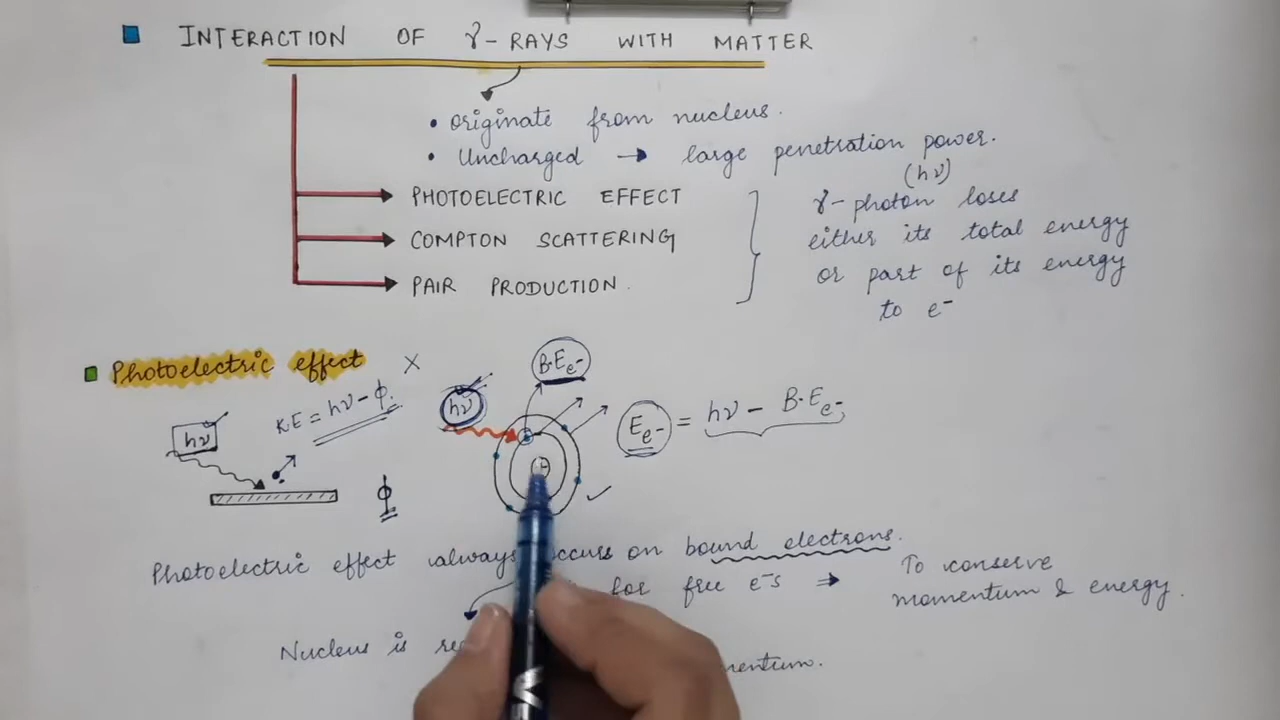 INTERACTION OF γ-RAYS WITH MATTER
• originate from nucleus.
• Uncharged → large penetration power.
PHOTOELECTRIC EFFECT
COMPTON SCATTERING
PAIR PRODUCTION.
(hν)
γ-photon loses
either its total energy
or part of its energy
to e⁻
Photoelectric effect ×
hν
KE = hν - ϕ.
ϕ
hν
B.E e⁻
E e⁻ = hν - B.E e⁻
Photoelectric effect always occurs on bound electrons.
for free e⁻s → To conserve
momentum & energy.
Nucleus is